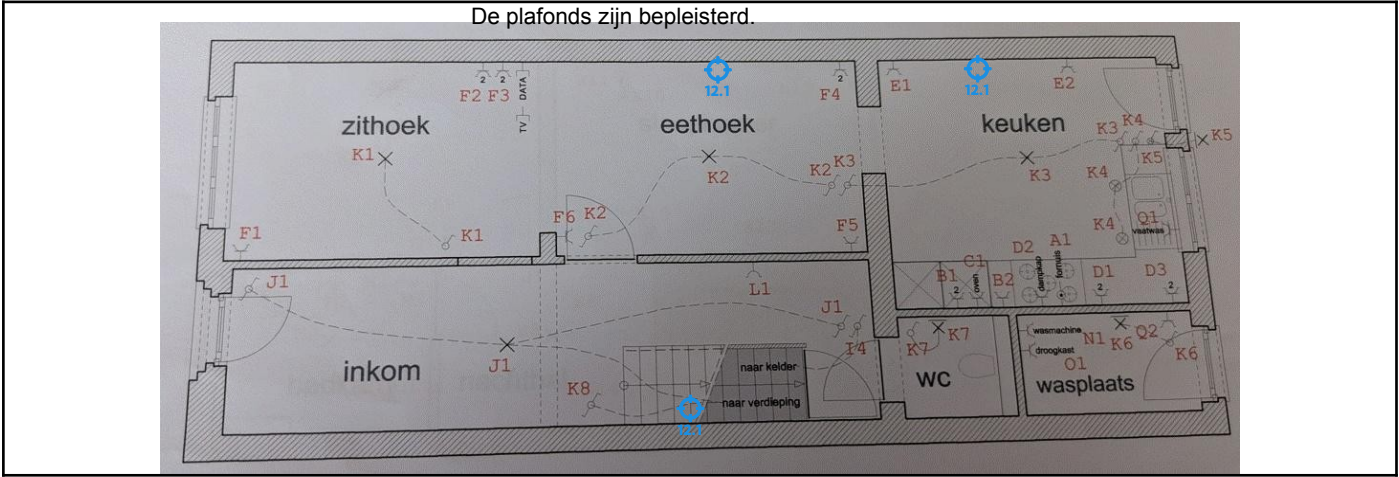 De plafonds zijn bepleisterd.
2
2
DATA
12.1
2
12.1
F2
F3
F4
E1
E2
TV
zithoek
eethoek
keuken
K3
K4
K5
K1
K2
K2
K3
K3
K4
K5
F6
K2
F1
K1
F5
K4
Q1
vaatwas
D2
A1
J1
B1
C1
B2
D1
D3
2
oven
dampkap
fornuis
2
2
L1
J1
I4
K7
K7
wasmachine
N1
K6
Q2
K6
droogkast
O1
inkom
J1
naar kelder
wc
wasplaats
K8
naar verdieping
12.1